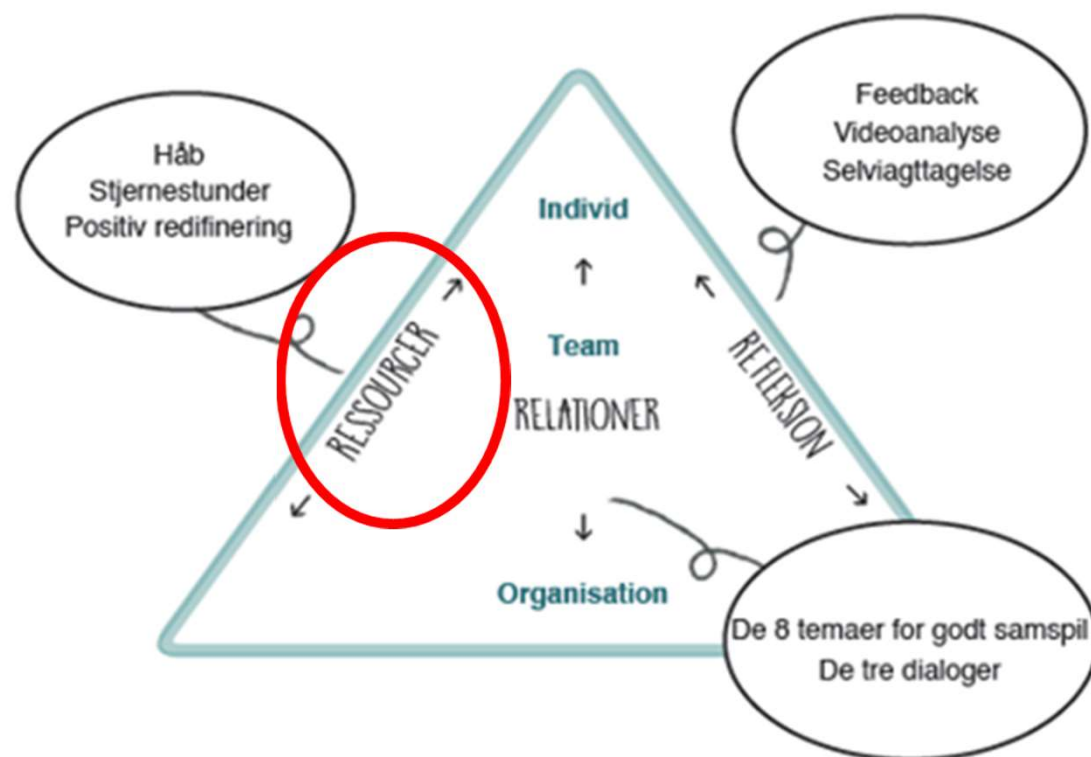 Håb
Stjernestunder
Positiv redifinering
Feedback
Videoanalyse
Selviagttagelse
Individ
Team
RELATIONER
RESSOURCER
REFLEKSION
Organisation
De 8 temaer for godt samspil
De tre dialoger